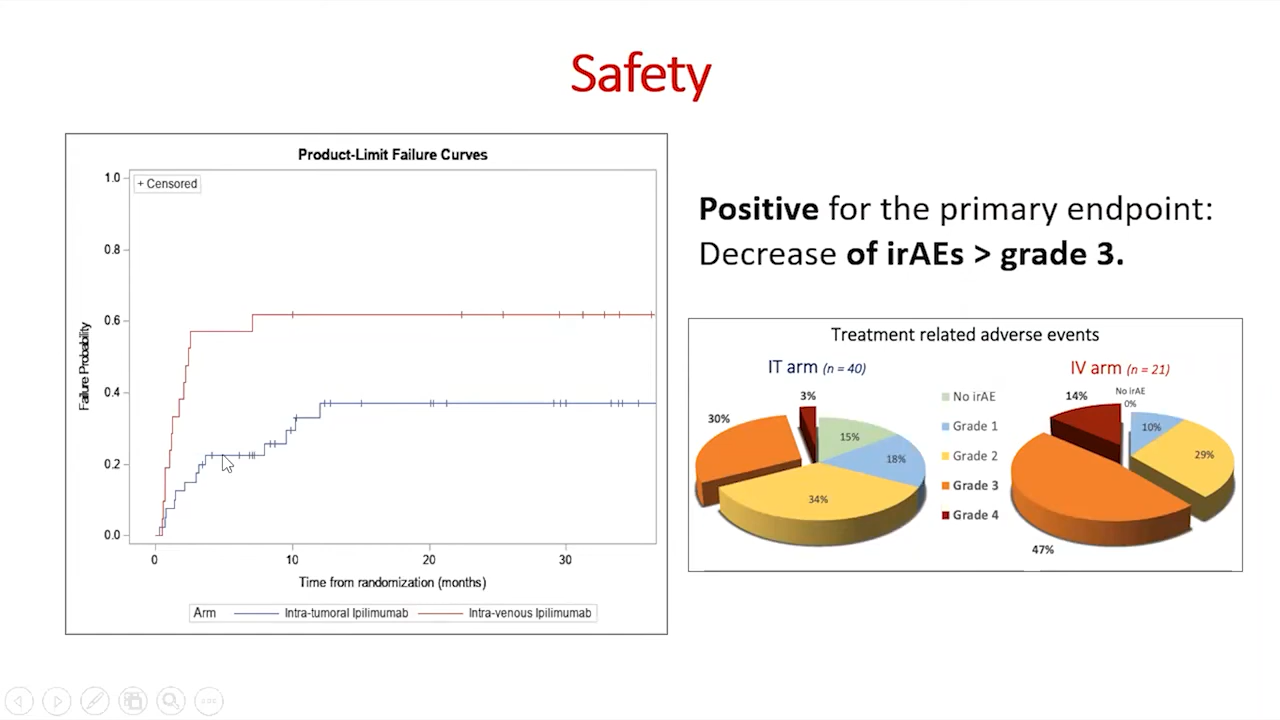 Safety
Product-Limit Failure Curves
+ Censored
1.0
0.8
0.6
0.4
0.2
0.0
Failure Probability
0
10
20
30
Time from randomization (months)
Arm
Intra-tumoral Ipilimumab
Intra-venous Ipilimumab
Positive for the primary endpoint:
Decrease of irAEs > grade 3.
Treatment related adverse events
IT arm (n = 40)
3%
30%
15%
18%
34%
No irAE
Grade 1
Grade 2
Grade 3
Grade 4
IV arm (n = 21)
No irAE
0%
14%
10%
29%
47%